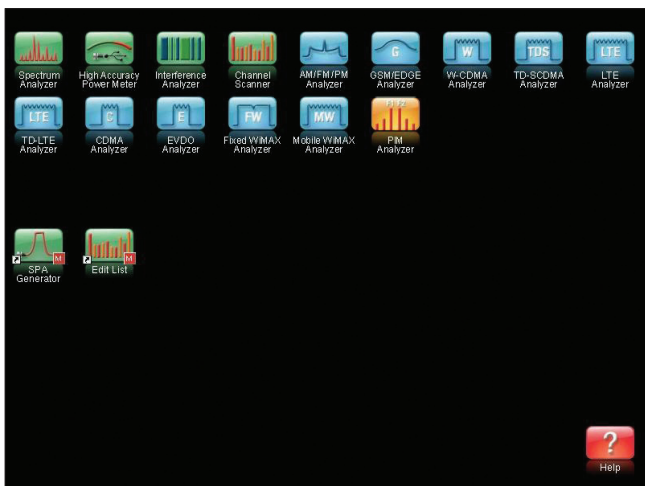 G
W
TDS
LTE
Spectrum Analyzer
High Accuracy Power Meter
Interference Analyzer
Channel Scanner
AM/FM/PM Analyzer
GSM/EDGE Analyzer
W-CDMA Analyzer
TD-SCDMA Analyzer
LTE Analyzer
LTE
C
E
FW
MW
F1 F2
TD-LTE Analyzer
CDMA Analyzer
EVDO Analyzer
Fixed WiMAX Analyzer
Mobile WiMAX Analyzer
PIM Analyzer
M
M
SPA Generator
Edit List
?
Help